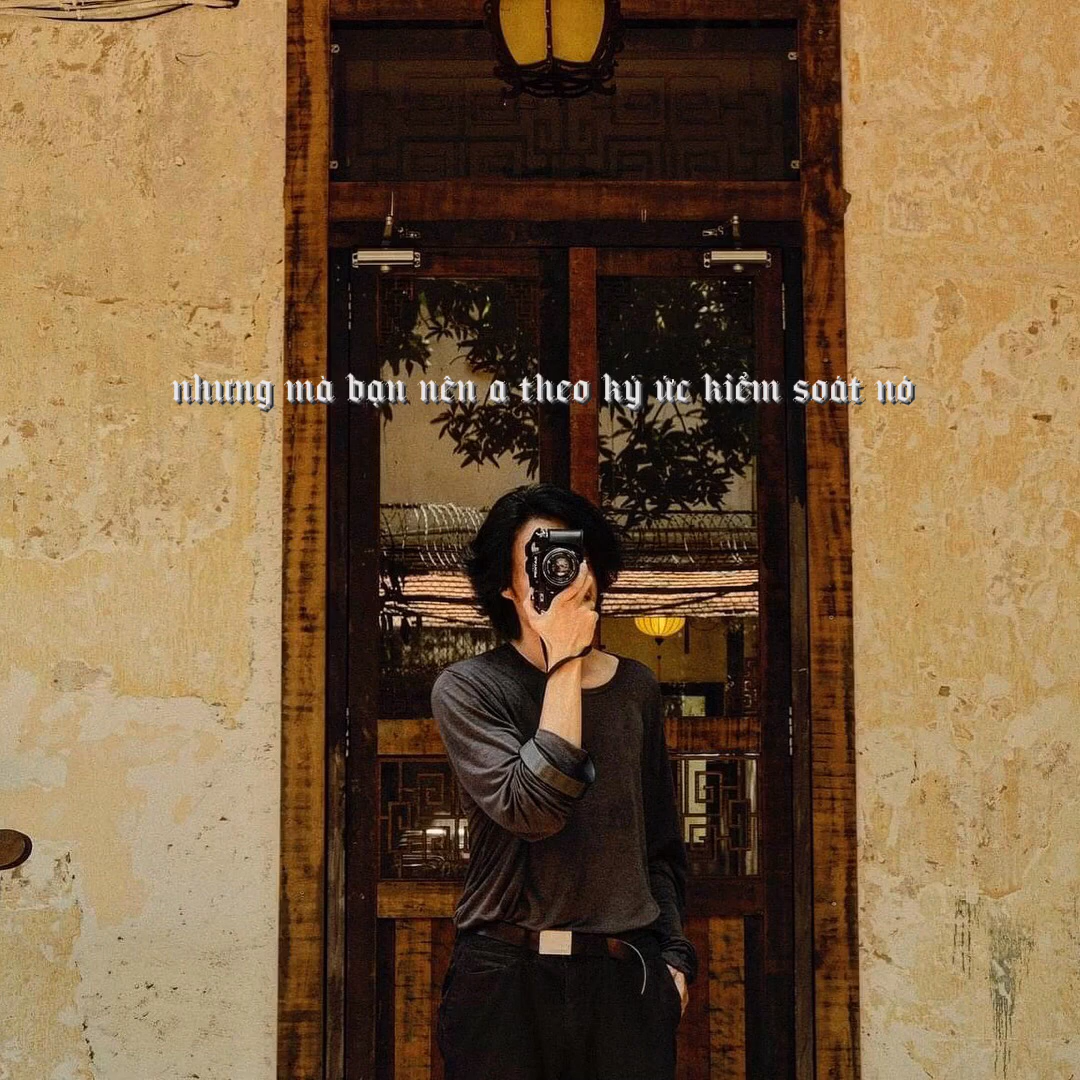 nhưng mà bạn nên a theo ký ức kiểm soát nó